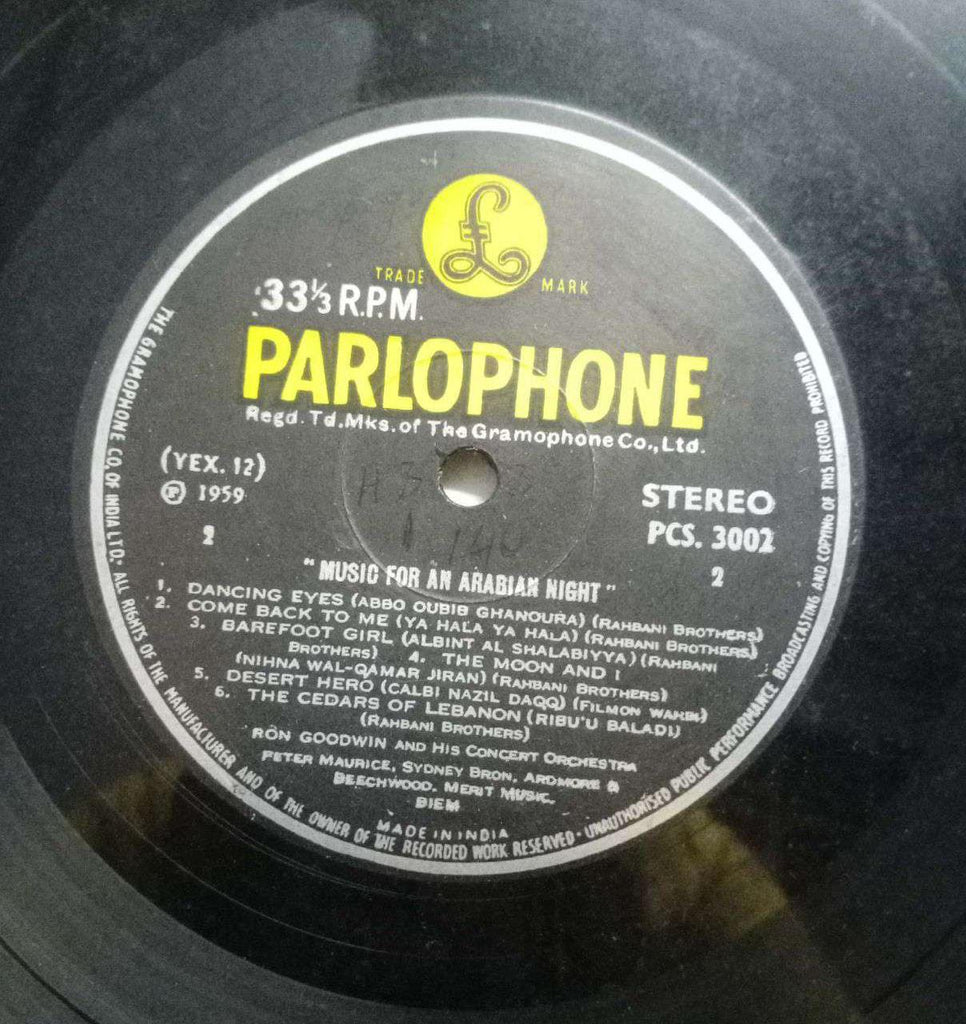 £
TRADE MARK
33⅓ R.P.M.
PARLOPHONE
Regd. Td. Mks. of The Gramophone Co., Ltd.
(YEX. 12)
℗ 1959
2
STEREO
PCS. 3002
2
"MUSIC FOR AN ARABIAN NIGHT"
1. DANCING EYES (ABBO OUBIB GHANOURA) (RAHBANI BROTHERS)
2. COME BACK TO ME (YA HALA YA HALA) (RAHBANI BROTHERS)
3. BAREFOOT GIRL (ALBINT AL SHALABIYYA) (RAHBANI
BROTHERS) 4. THE MOON AND I
(NIHNA WAL-QAMAR JIRAN) (RAHBANI BROTHERS)
5. DESERT HERO (CALBI NAZIL DAQQ) (FILMON WAHBI)
6. THE CEDARS OF LEBANON (RIBU'U BALADI)
(RAHBANI BROTHERS)
RON GOODWIN AND HIS CONCERT ORCHESTRA
PETER MAURICE, SYDNEY BRON, ARDMORE &
BEECHWOOD, MERIT MUSIC.
BIEM
MADE IN INDIA
THE GRAMOPHONE CO. OF INDIA LTD. ALL RIGHTS OF THE MANUFACTURER AND OF THE OWNER OF THE RECORDED WORK RESERVED · UNAUTHORISED PUBLIC PERFORMANCE BROADCASTING AND COPYING OF THIS RECORD PROHIBITED